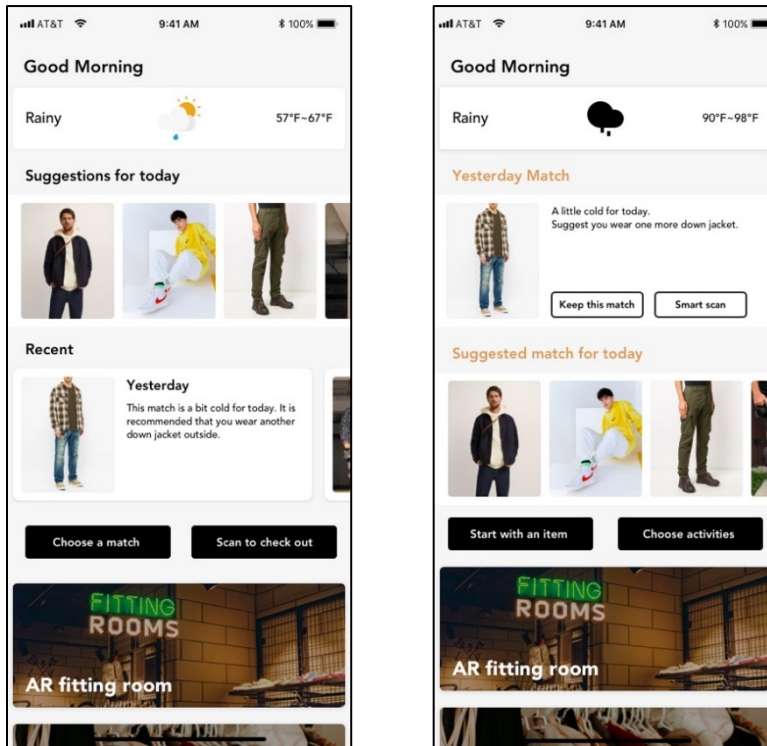 AT&T 9:41 AM 100%
Good Morning
Rainy 57°F~67°F
Suggestions for today
Recent
Yesterday
This match is a bit cold for today. It is
recommended that you wear another
down jacket outside.
Choose a match Scan to check out
FITTING
ROOMS
AR fitting room
AT&T 9:41 AM 100%
Good Morning
Rainy 90°F~98°F
Yesterday Match
A little cold for today.
Suggest you wear one more down jacket.
Keep this match Smart scan
Suggested match for today
Start with an item Choose activities
FITTING
ROOMS
AR fitting room